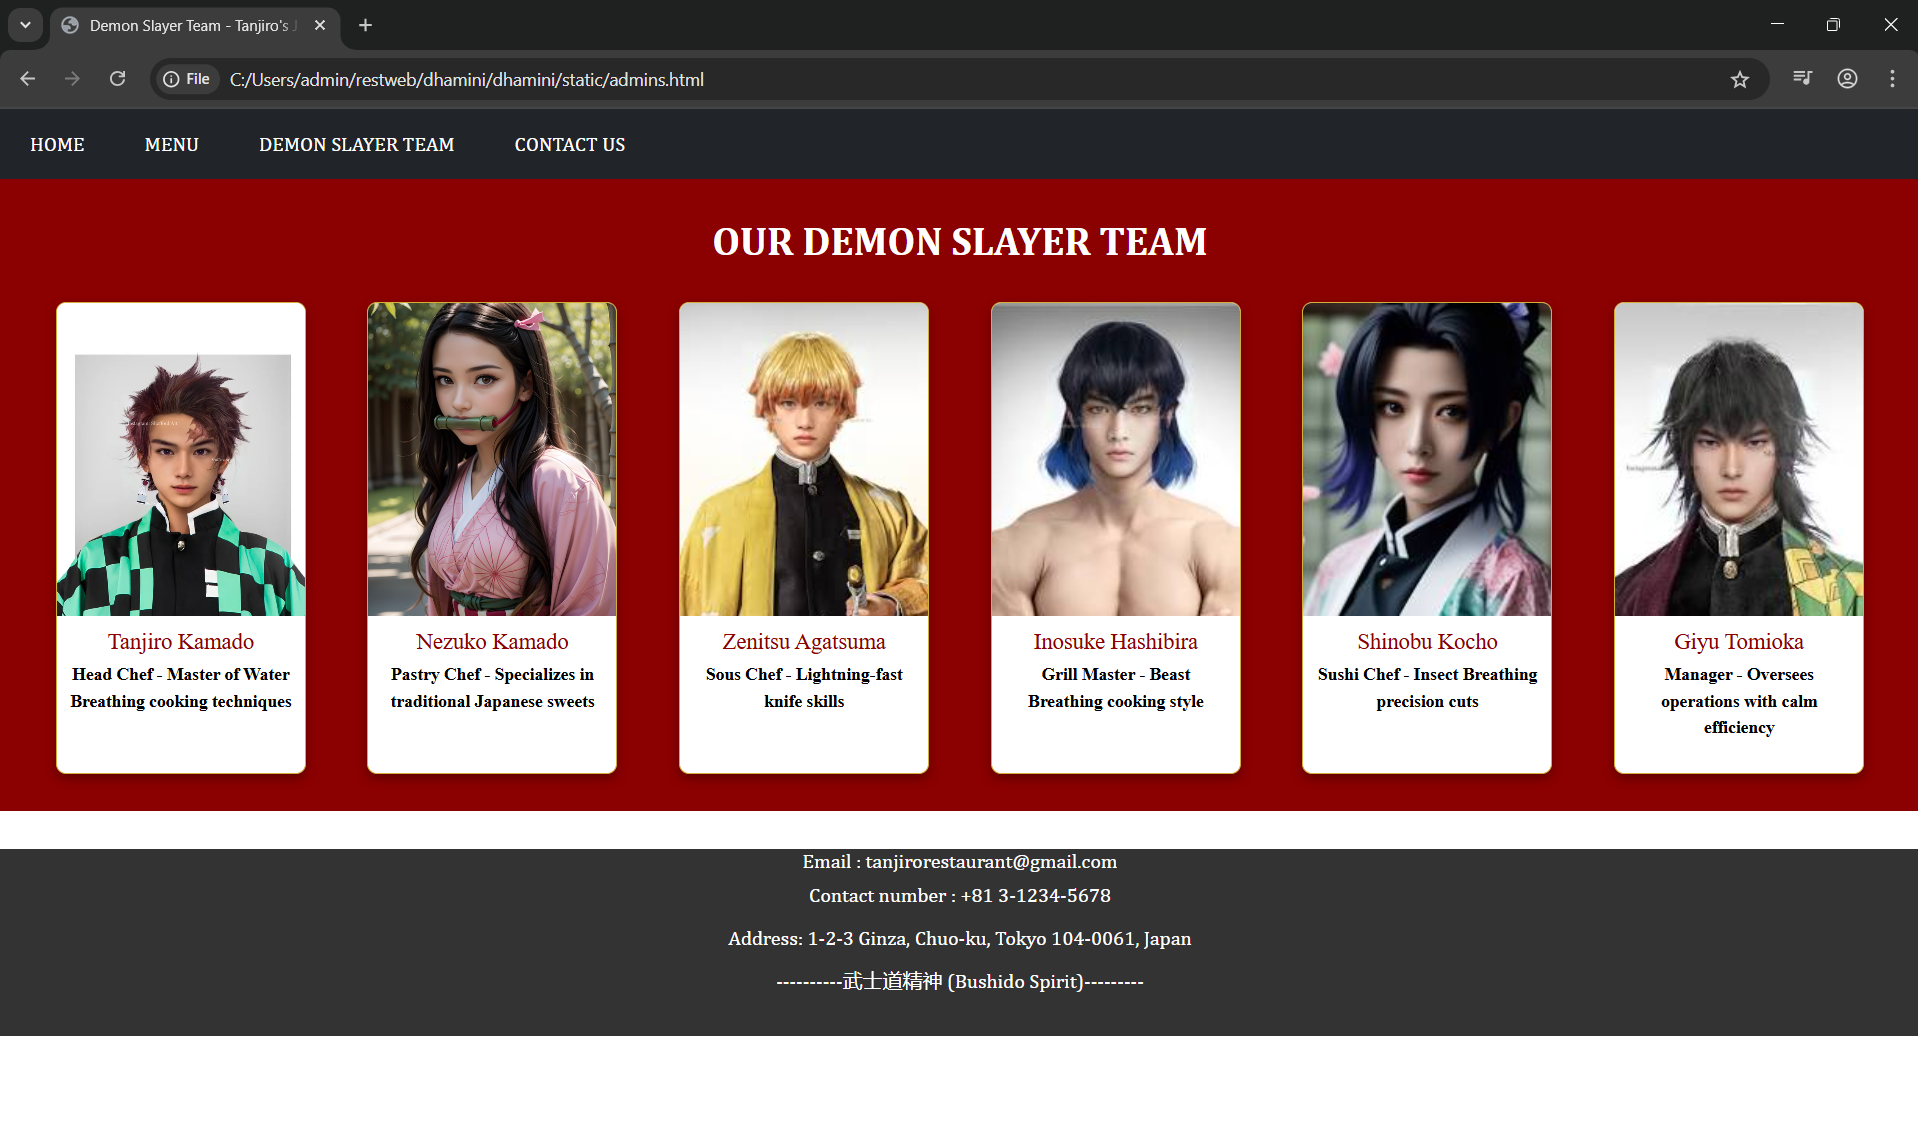 Demon Slayer Team - Tanjiro's J
File
C:/Users/admin/restweb/dhamini/dhamini/static/admins.html
HOME MENU DEMON SLAYER TEAM CONTACT US
OUR DEMON SLAYER TEAM
Tanjiro Kamado
Head Chef - Master of Water
Breathing cooking techniques
Nezuko Kamado
Pastry Chef - Specializes in
traditional Japanese sweets
Zenitsu Agatsuma
Sous Chef - Lightning-fast
knife skills
Inosuke Hashibira
Grill Master - Beast
Breathing cooking style
Shinobu Kocho
Sushi Chef - Insect Breathing
precision cuts
Giyu Tomioka
Manager - Oversees
operations with calm
efficiency
Email : tanjirorestaurant@gmail.com
Contact number : +81 3-1234-5678
Address: 1-2-3 Ginza, Chuo-ku, Tokyo 104-0061, Japan
----------武士道精神 (Bushido Spirit)---------